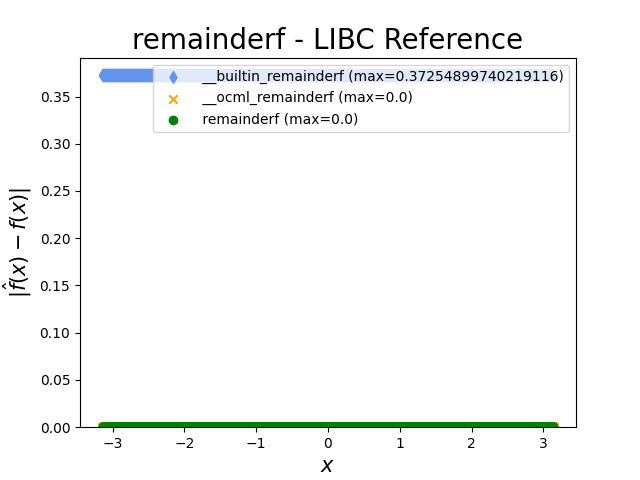 remainderf - LIBC Reference
__builtin_remainderf (max=0.37254899740219116)
__ocml_remainderf (max=0.0)
remainderf (max=0.0)
|f̂(x) − f(x)|
0.35
0.30
0.25
0.20
0.15
0.10
0.05
0.00
−3 −2 −1 0 1 2 3
x